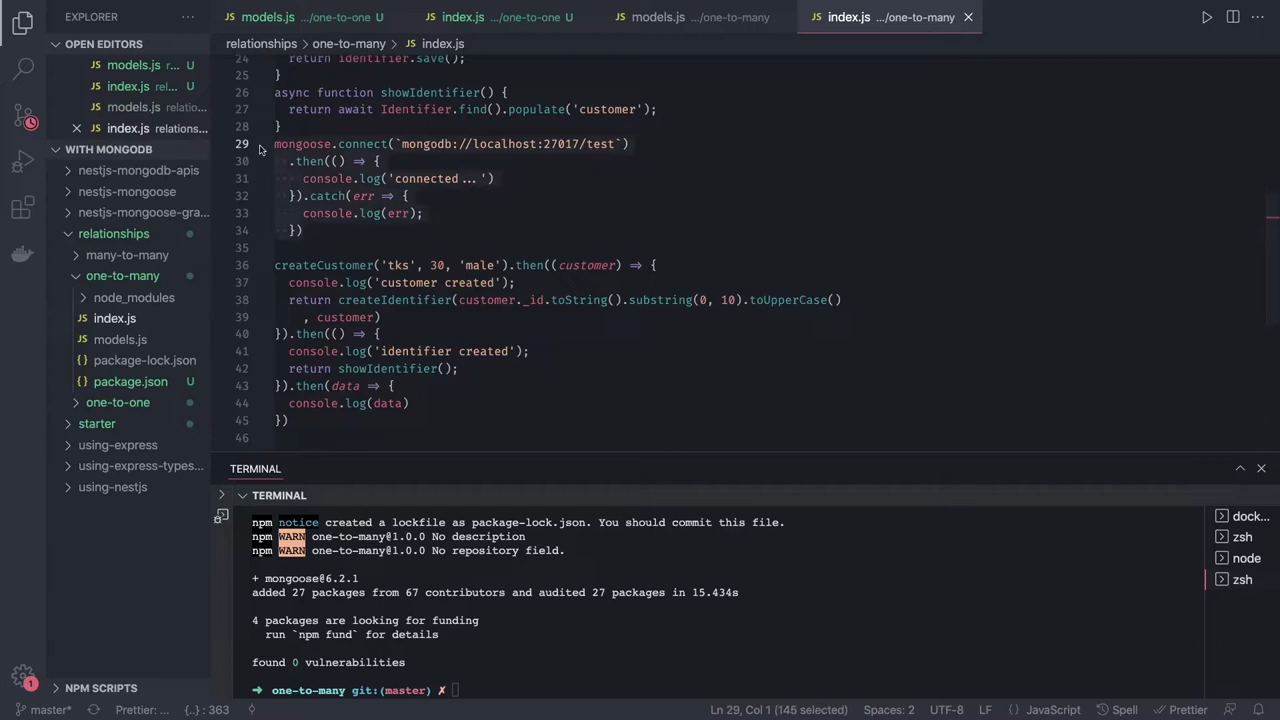 EXPLORER
models.js .../one-to-one U
index.js .../one-to-one U
models.js .../one-to-many
index.js .../one-to-many
relationships > one-to-many > JS index.js
OPEN EDITORS
JS models.js r... U
JS index.js rel... U
JS models.js relatio...
JS index.js relations...
WITH MONGODB
nestjs-mongodb-apis
nestjs-mongoose
nestjs-mongoose-gra...
relationships
many-to-many
one-to-many
node_modules
JS index.js
JS models.js
{} package-lock.json
{} package.json U
one-to-one
starter
using-express
using-express-types...
using-nestjs
NPM SCRIPTS
24 return identifier.save();
25 }
26 async function showIdentifier() {
27 return await Identifier.find().populate('customer');
28 }
29 mongoose.connect(`mongodb://localhost:27017/test`)
30 .then(() => {
31 console.log('connected...')
32 }).catch(err => {
33 console.log(err);
34 })
35
36 createCustomer('tks', 30, 'male').then((customer) => {
37 console.log('customer created');
38 return createIdentifier(customer._id.toString().substring(0, 10).toUpperCase()
39 , customer)
40 }).then(() => {
41 console.log('identifier created');
42 return showIdentifier();
43 }).then(data => {
44 console.log(data)
45 })
46
TERMINAL
TERMINAL
npm notice created a lockfile as package-lock.json. You should commit this file.
npm WARN one-to-many@1.0.0 No description
npm WARN one-to-many@1.0.0 No repository field.
+ mongoose@6.2.1
added 27 packages from 67 contributors and audited 27 packages in 15.434s
4 packages are looking for funding
run `npm fund` for details
found 0 vulnerabilities
→ one-to-many git:(master) ✗
dock...
zsh
node
zsh
1
master* Prettier: ... {..} : 363 Ln 29, Col 1 (145 selected) Spaces: 2 UTF-8 LF {} JavaScript Spell Prettier